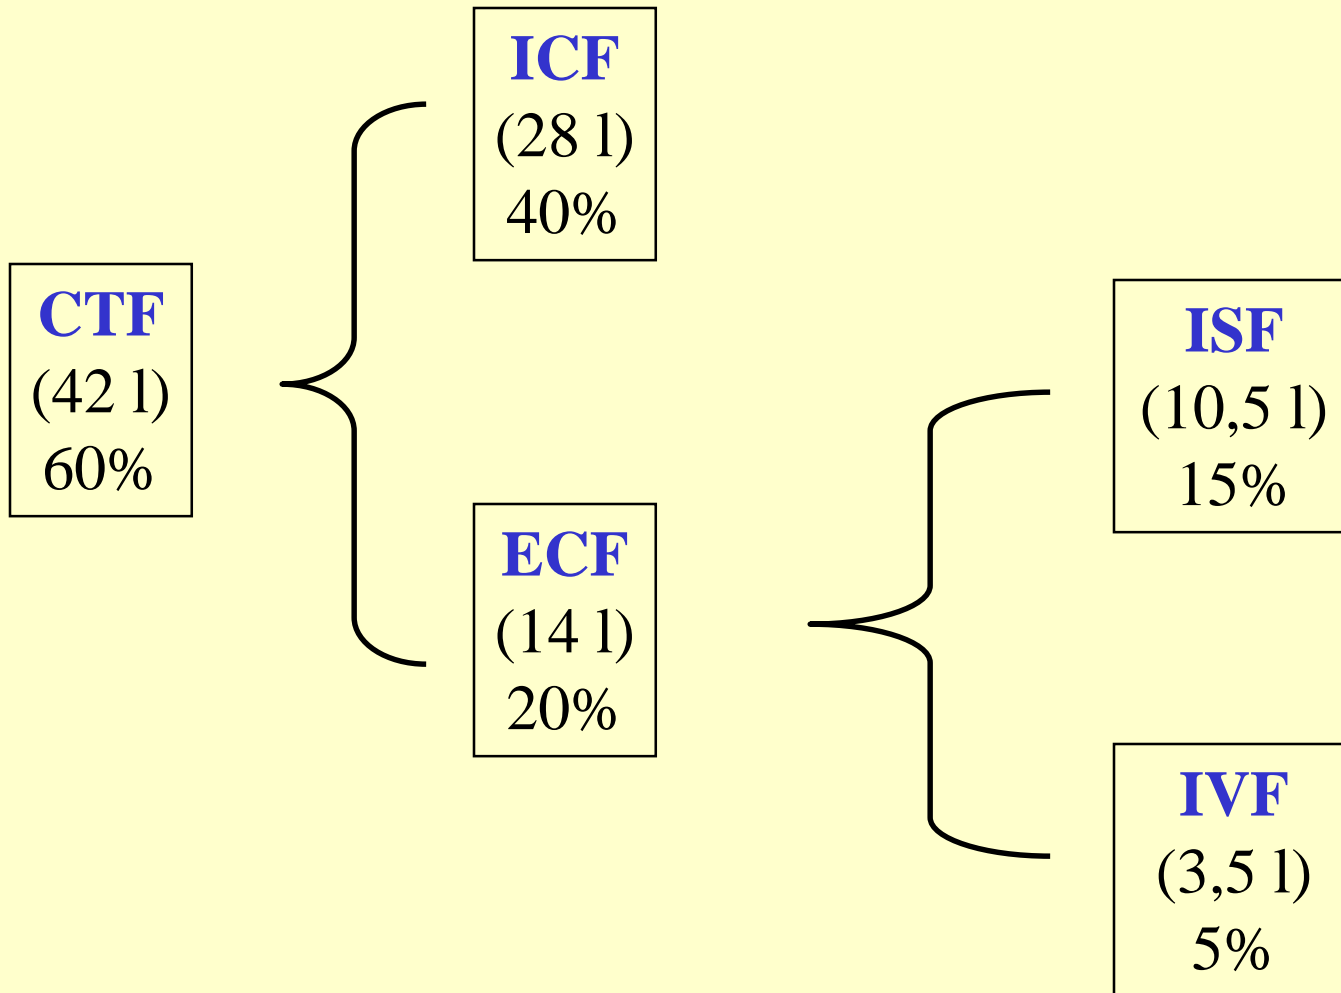 CTF
(42 l)
60%
ICF
(28 l)
40%
ECF
(14 l)
20%
ISF
(10,5 l)
15%
IVF
(3,5 l)
5%